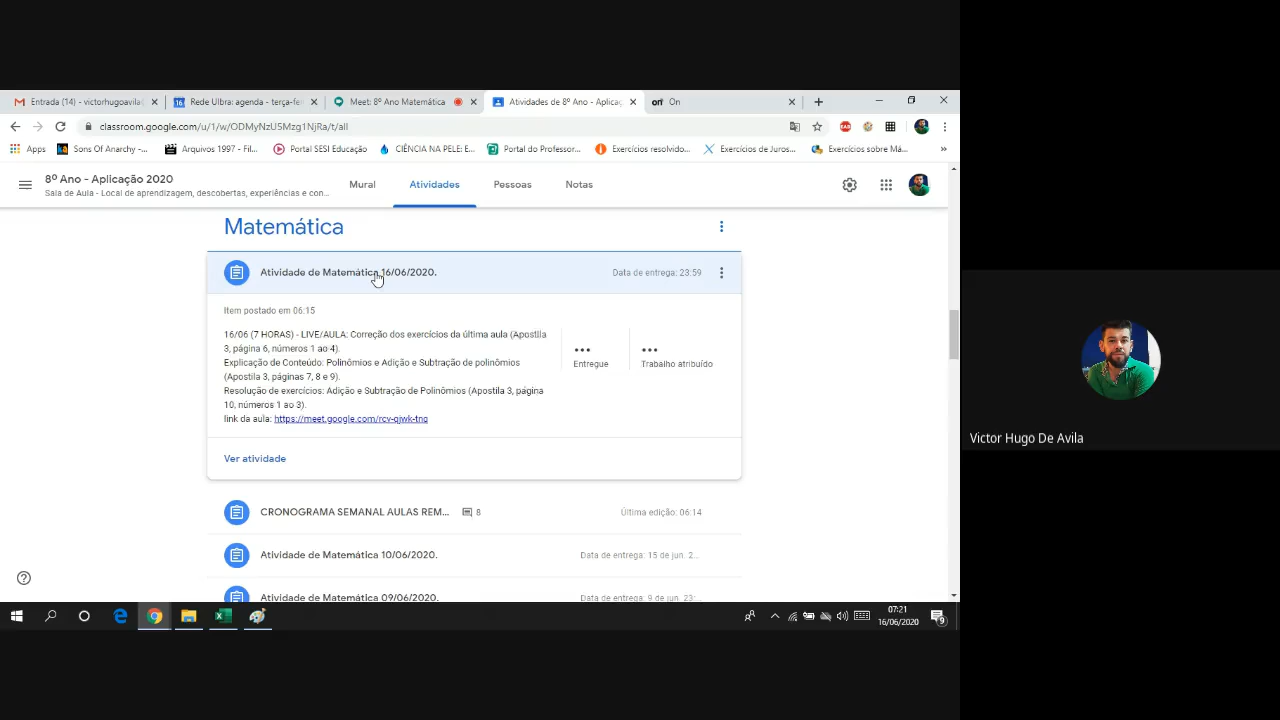 Entrada (14) - victorhugoavila
Rede Ulbra: agenda - terça-fei
Meet: 8º Ano Matemática
Atividades de 8º Ano - Aplicaç
on
On
classroom.google.com/u/1/w/ODMyNzU5Mzg1NjRa/t/all
Apps
Sons Of Anarchy -...
Arquivos 1997 - Fil...
Portal SESI Educação
CIÊNCIA NA PELE: E...
Portal do Professor...
Exercícios resolvido...
Exercícios de Juros...
Exercícios sobre Má...
»
8º Ano - Aplicação 2020
Sala de Aula - Local de aprendizagem, descobertas, experiências e con...
Mural
Atividades
Pessoas
Notas
Matemática
Atividade de Matemática 16/06/2020.
Data de entrega: 23:59
Item postado em 06:15
16/06 (7 HORAS) - LIVE/AULA: Correção dos exercícios da última aula (Apostila
3, página 6, números 1 ao 4).
Explicação de Conteúdo: Polinômios e Adição e Subtração de polinômios
(Apostila 3, páginas 7, 8 e 9).
Resolução de exercícios: Adição e Subtração de Polinômios (Apostila 3, página
10, números 1 ao 3).
link da aula: https://meet.google.com/rcv-qjwk-tnq
Entregue
Trabalho atribuído
Ver atividade
CRONOGRAMA SEMANAL AULAS REM...
8
Última edição: 06:14
Atividade de Matemática 10/06/2020.
Data de entrega: 15 de jun. 2...
Atividade de Matemática 09/06/2020.
Data de entrega: 9 de jun. 23:...
07:21
16/06/2020
9
Victor Hugo De Avila